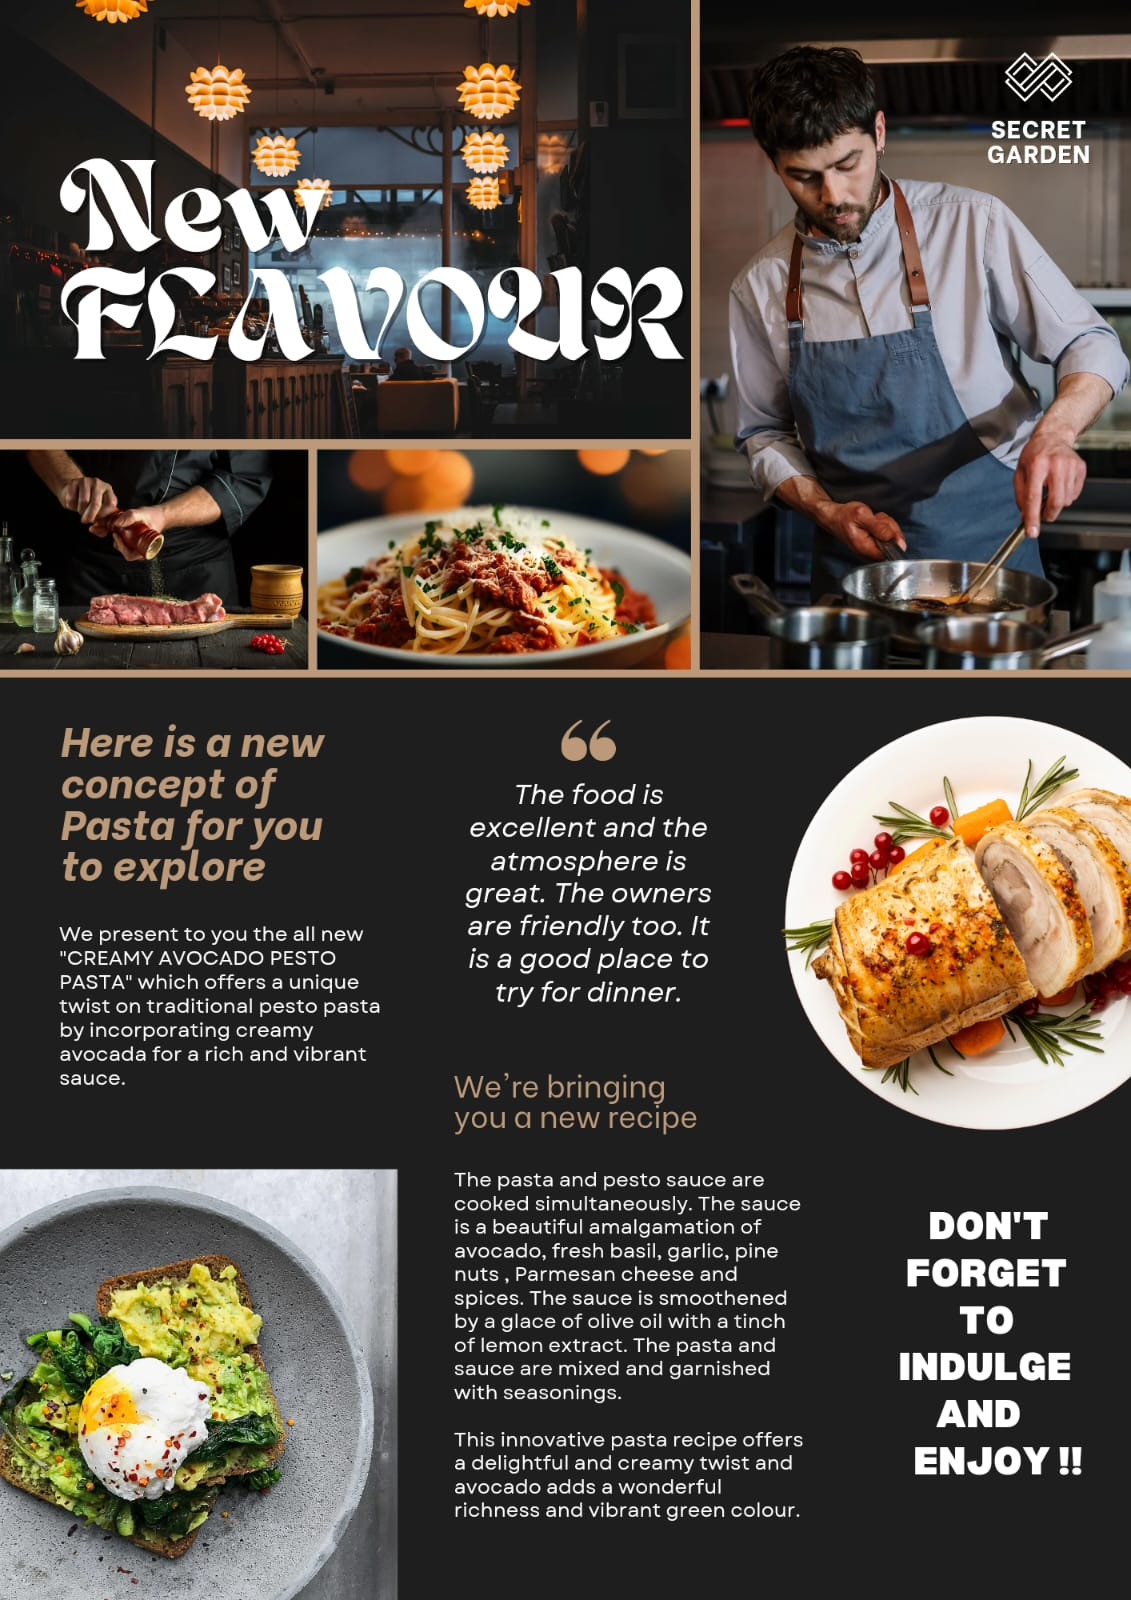 New
FLAVOUR
SECRET
GARDEN
Here is a new
concept of
Pasta for you
to explore
We present to you the all new
"CREAMY AVOCADO PESTO
PASTA" which offers a unique
twist on traditional pesto pasta
by incorporating creamy
avocada for a rich and vibrant
sauce.
“
The food is
excellent and the
atmosphere is
great. The owners
are friendly too. It
is a good place to
try for dinner.
We’re bringing
you a new recipe
The pasta and pesto sauce are
cooked simultaneously. The sauce
is a beautiful amalgamation of
avocado, fresh basil, garlic, pine
nuts , Parmesan cheese and
spices. The sauce is smoothened
by a glace of olive oil with a tinch
of lemon extract. The pasta and
sauce are mixed and garnished
with seasonings.
This innovative pasta recipe offers
a delightful and creamy twist and
avocado adds a wonderful
richness and vibrant green colour.
DON'T
FORGET
TO
INDULGE
AND
ENJOY !!